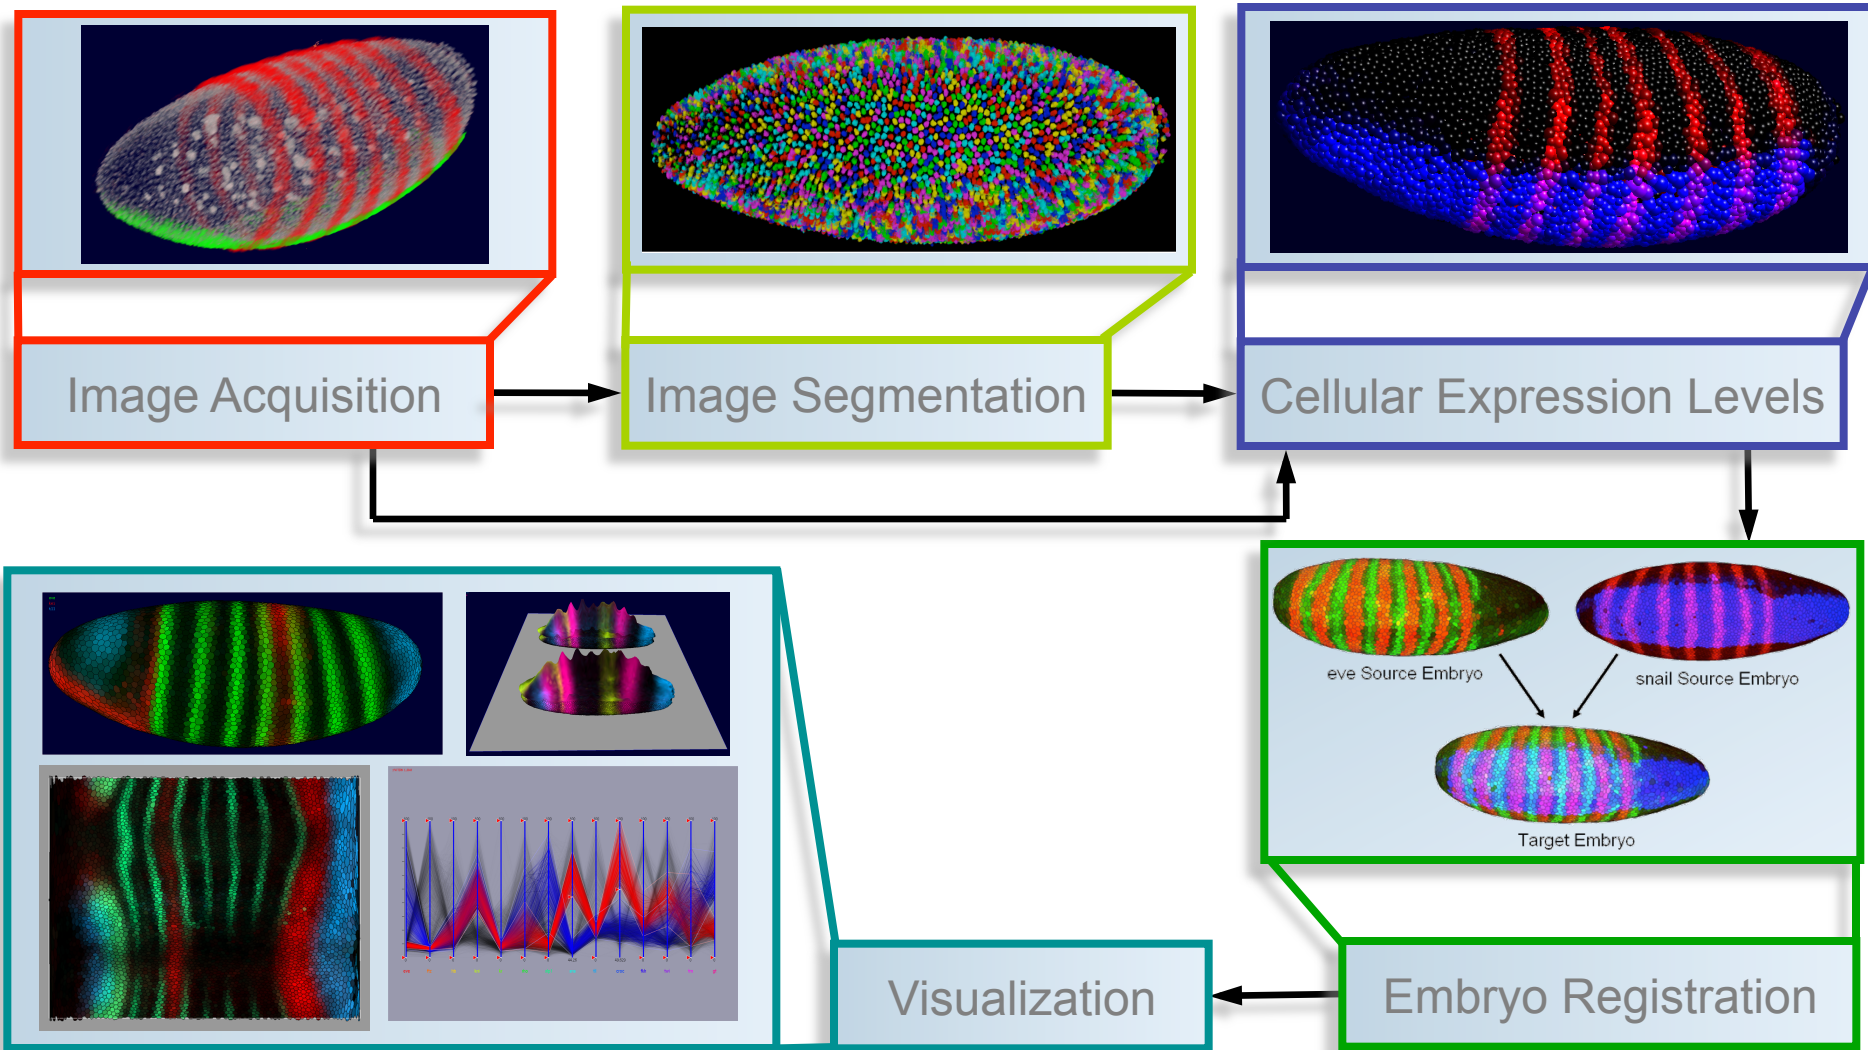 Image Acquisition
Image Segmentation
Cellular Expression Levels
eve Source Embryo
snail Source Embryo
Target Embryo
Visualization
Embryo Registration